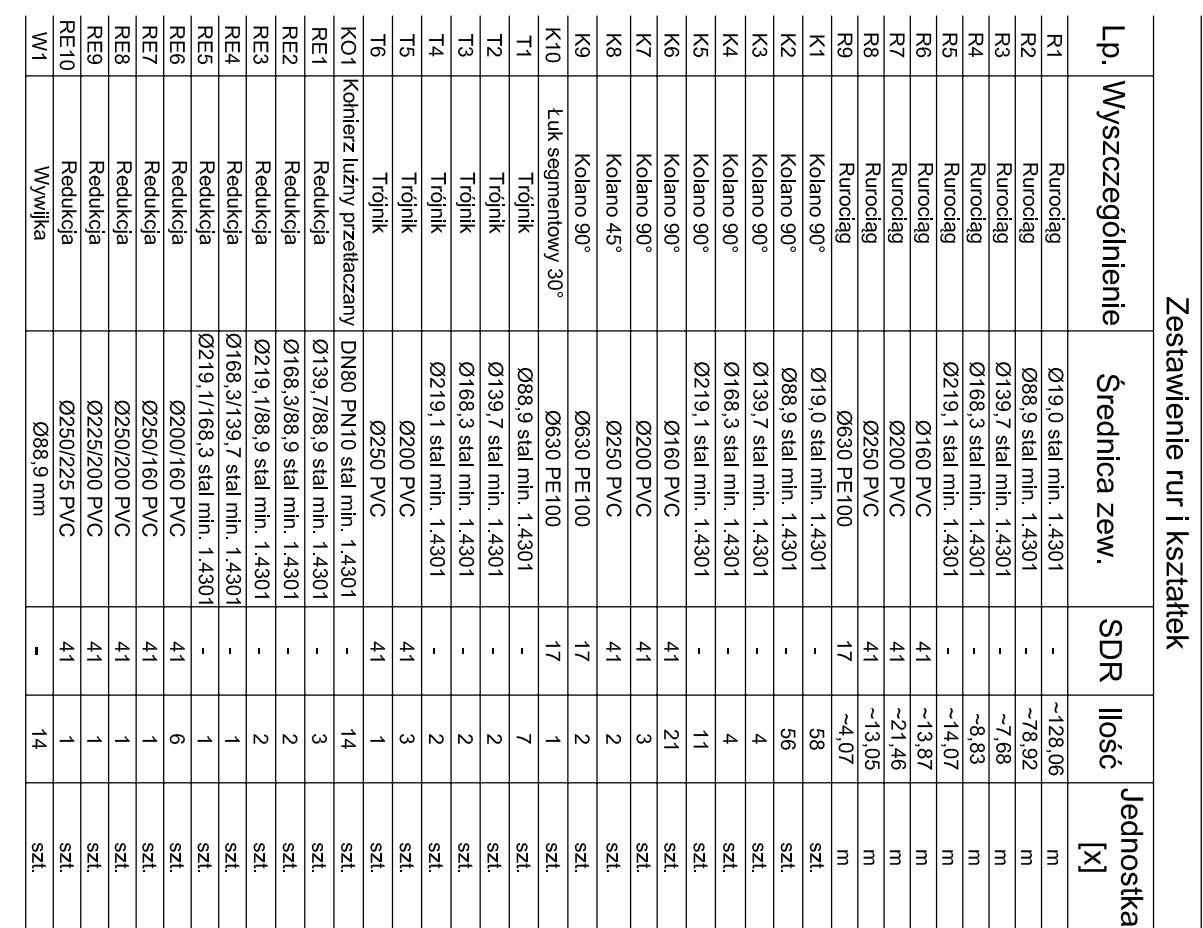 Zestawienie rur i kształtek
Lp. Wyszczególnienie Średnica zew. SDR Ilość Jednostka [x]
R1 Rurociąg Ø19,0 stal min. 1.4301 - ~128,06 m
R2 Rurociąg Ø88,9 stal min. 1.4301 - ~78,92 m
R3 Rurociąg Ø139,7 stal min. 1.4301 - ~7,68 m
R4 Rurociąg Ø168,3 stal min. 1.4301 - ~8,83 m
R5 Rurociąg Ø219,1 stal min. 1.4301 - ~14,07 m
R6 Rurociąg Ø160 PVC 41 ~13,87 m
R7 Rurociąg Ø200 PVC 41 ~21,46 m
R8 Rurociąg Ø250 PVC 41 ~13,05 m
R9 Rurociąg Ø630 PE100 17 ~4,07 m
K1 Kolano 90° Ø19,0 stal min. 1.4301 - 58 szt.
K2 Kolano 90° Ø88,9 stal min. 1.4301 - 56 szt.
K3 Kolano 90° Ø139,7 stal min. 1.4301 - 4 szt.
K4 Kolano 90° Ø168,3 stal min. 1.4301 - 4 szt.
K5 Kolano 90° Ø219,1 stal min. 1.4301 - 11 szt.
K6 Kolano 90° Ø160 PVC 41 21 szt.
K7 Kolano 90° Ø200 PVC 41 3 szt.
K8 Kolano 45° Ø250 PVC 41 2 szt.
K9 Kolano 90° Ø630 PE100 17 2 szt.
K10 Łuk segmentowy 30° Ø630 PE100 17 1 szt.
T1 Trójnik Ø88,9 stal min. 1.4301 - 7 szt.
T2 Trójnik Ø139,7 stal min. 1.4301 - 2 szt.
T3 Trójnik Ø168,3 stal min. 1.4301 - 2 szt.
T4 Trójnik Ø219,1 stal min. 1.4301 - 2 szt.
T5 Trójnik Ø200 PVC 41 3 szt.
T6 Trójnik Ø250 PVC 41 1 szt.
KO1 Kołnierz luźny przetłaczany DN80 PN10 stal min. 1.4301 - 14 szt.
RE1 Redukcja Ø139,7/88,9 stal min. 1.4301 - 3 szt.
RE2 Redukcja Ø168,3/88,9 stal min. 1.4301 - 2 szt.
RE3 Redukcja Ø219,1/88,9 stal min. 1.4301 - 2 szt.
RE4 Redukcja Ø168,3/139,7 stal min. 1.4301 - 1 szt.
RE5 Redukcja Ø219,1/168,3 stal min. 1.4301 - 1 szt.
RE6 Redukcja Ø200/160 PVC 41 6 szt.
RE7 Redukcja Ø250/160 PVC 41 1 szt.
RE8 Redukcja Ø250/200 PVC 41 1 szt.
RE9 Redukcja Ø225/200 PVC 41 1 szt.
RE10 Redukcja Ø250/225 PVC 41 1 szt.
W1 Wywijka Ø88,9 mm - 14 szt.